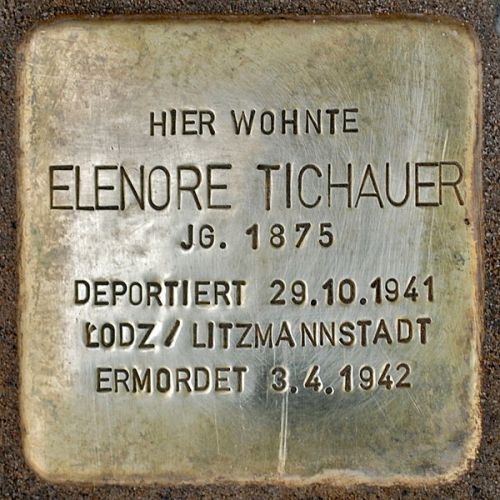 HIER WOHNTE
ELENORE TICHAUER
JG. 1875
DEPORTIERT 29.10.1941
ŁODZ / LITZMANNSTADT
ERMORDET 3.4.1942